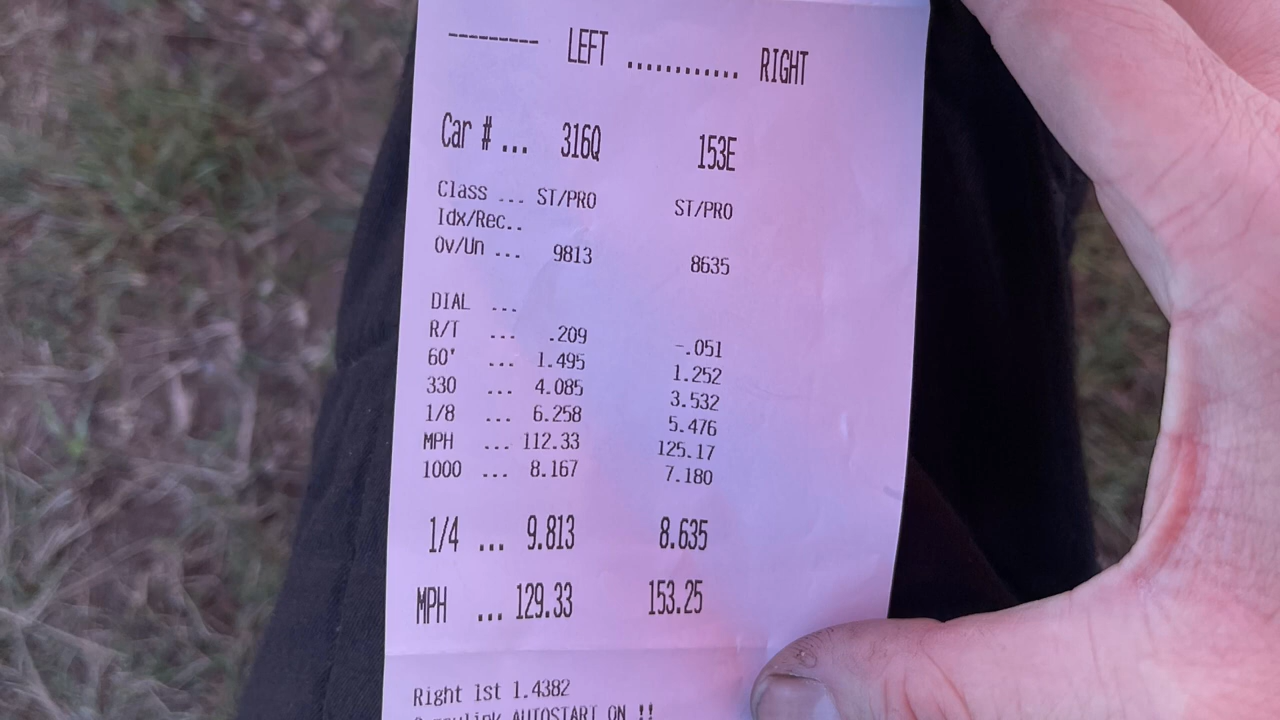 --------- LEFT ............ RIGHT
Car # ... 316Q 153E
Class ... ST/PRO ST/PRO
Idx/Rec..
Ov/Un ... 9813 8635
DIAL ...
R/T ... .209 -.051
60' ... 1.495 1.252
330 ... 4.085 3.532
1/8 ... 6.258 5.476
MPH ... 112.33 125.17
1000 ... 8.167 7.180
1/4 ... 9.813 8.635
MPH ... 129.33 153.25
Right 1st 1.4382
AUTOSTART ON !!